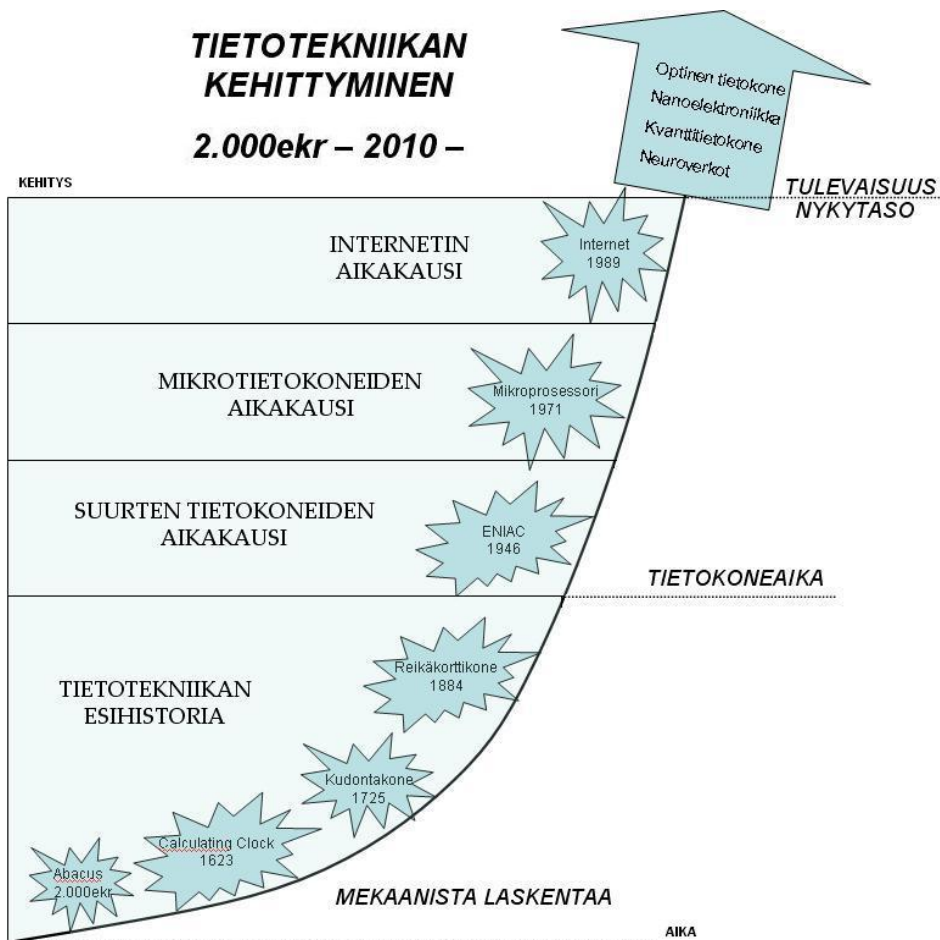 TIETOTEKNIIKAN
KEHITTYMINEN
2.000ekr – 2010 –
Optinen tietokone
Nanoelektroniikka
Kvanttitietokone
Neuroverkot
KEHITYS
TULEVAISUUS
NYKYTASO
INTERNETIN
AIKAKAUSI
Internet
1989
MIKROTIETOKONEIDEN
AIKAKAUSI
Mikroprosessori
1971
SUURTEN TIETOKONEIDEN
AIKAKAUSI
ENIAC
1946
TIETOKONEAIKA
TIETOTEKNIIKAN
ESIHISTORIA
Reikäkorttikone
1884
Kudontakone
1725
Calculating Clock
1623
Abacus
2.000ekr
MEKAANISTA LASKENTAA
AIKA